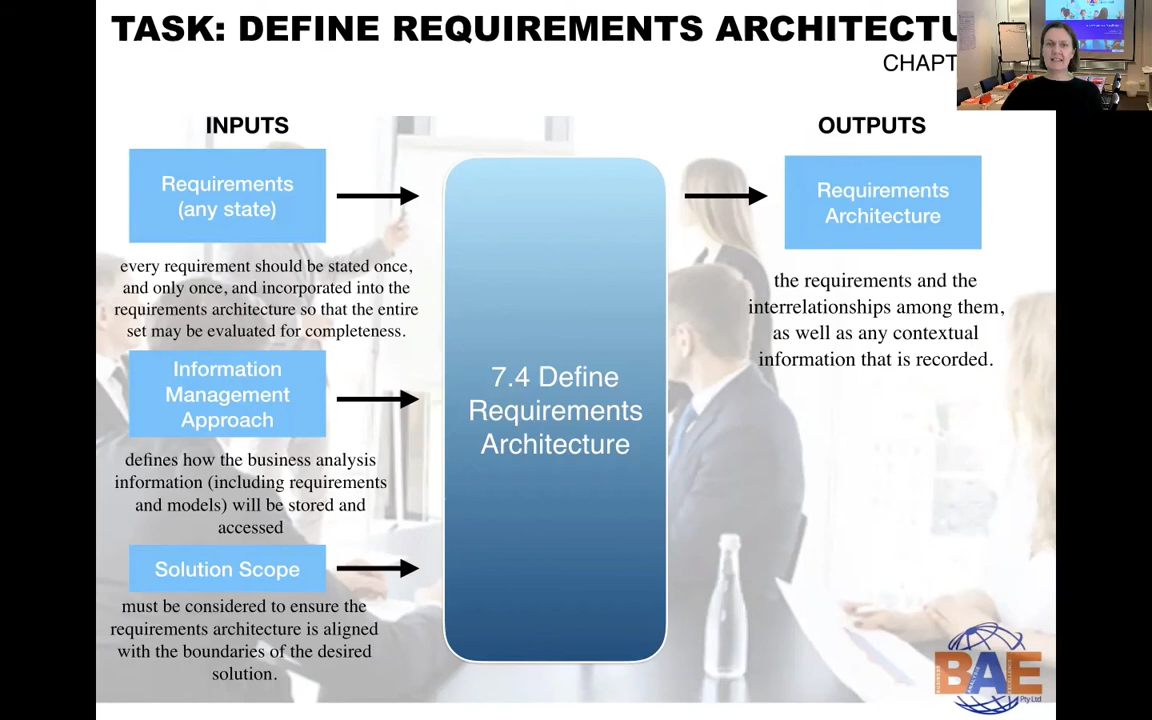 TASK: DEFINE REQUIREMENTS ARCHITECTU
CHAPT
INPUTS
Requirements
(any state)
every requirement should be stated once,
and only once, and incorporated into the
requirements architecture so that the entire
set may be evaluated for completeness.
Information
Management
Approach
defines how the business analysis
information (including requirements
and models) will be stored and
accessed
Solution Scope
must be considered to ensure the
requirements architecture is aligned
with the boundaries of the desired
solution.
7.4 Define
Requirements
Architecture
OUTPUTS
Requirements
Architecture
the requirements and the
interrelationships among them,
as well as any contextual
information that is recorded.
BUSINESS
ANALYSIS
EXCELLENCE
BAE
Pty Ltd